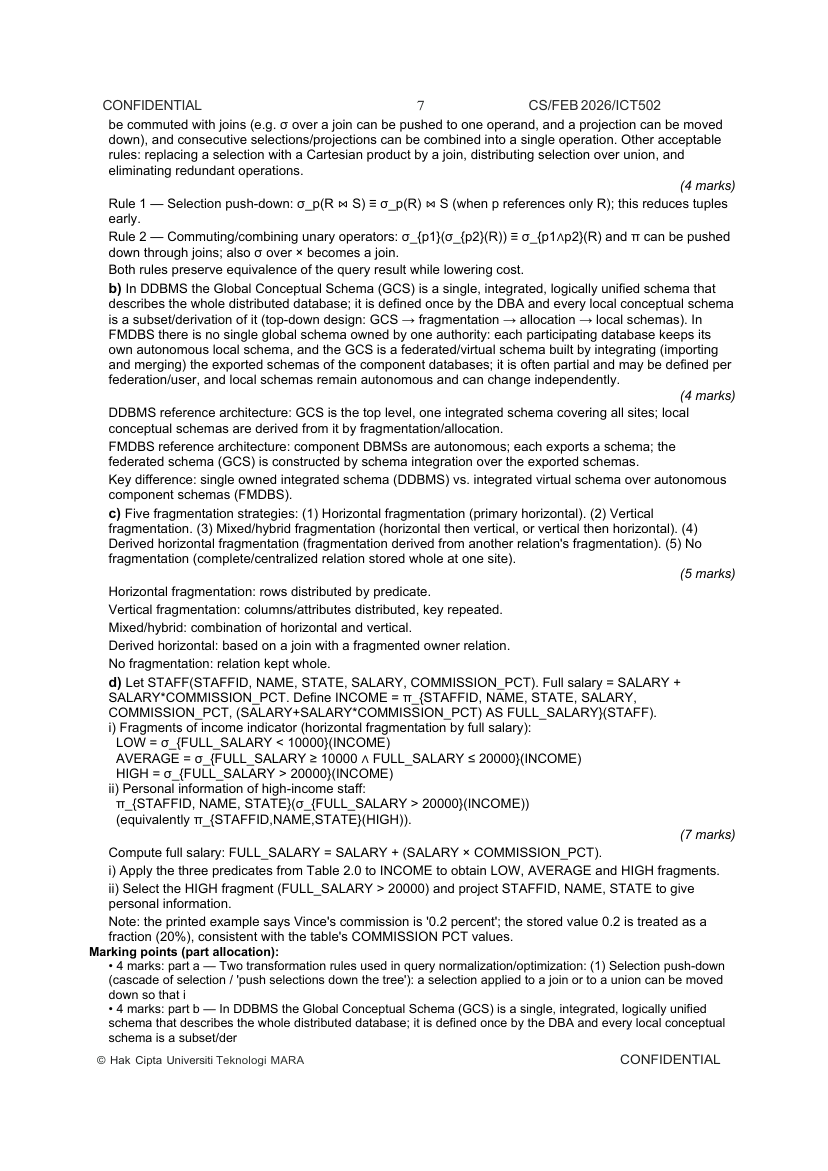 CONFIDENTIAL 7 CS/FEB 2026/ICT502
be commuted with joins (e.g. σ over a join can be pushed to one operand, and a projection can be moved
down), and consecutive selections/projections can be combined into a single operation. Other acceptable
rules: replacing a selection with a Cartesian product by a join, distributing selection over union, and
eliminating redundant operations.
(4 marks)
Rule 1 — Selection push-down: σ_p(R ⋈ S) ≡ σ_p(R) ⋈ S (when p references only R); this reduces tuples
early.
Rule 2 — Commuting/combining unary operators: σ_{p1}(σ_{p2}(R)) ≡ σ_{p1∧p2}(R) and π can be pushed
down through joins; also σ over × becomes a join.
Both rules preserve equivalence of the query result while lowering cost.
b) In DDBMS the Global Conceptual Schema (GCS) is a single, integrated, logically unified schema that
describes the whole distributed database; it is defined once by the DBA and every local conceptual schema
is a subset/derivation of it (top-down design: GCS → fragmentation → allocation → local schemas). In
FMDBS there is no single global schema owned by one authority: each participating database keeps its
own autonomous local schema, and the GCS is a federated/virtual schema built by integrating (importing
and merging) the exported schemas of the component databases; it is often partial and may be defined per
federation/user, and local schemas remain autonomous and can change independently.
(4 marks)
DDBMS reference architecture: GCS is the top level, one integrated schema covering all sites; local
conceptual schemas are derived from it by fragmentation/allocation.
FMDBS reference architecture: component DBMSs are autonomous; each exports a schema; the
federated schema (GCS) is constructed by schema integration over the exported schemas.
Key difference: single owned integrated schema (DDBMS) vs. integrated virtual schema over autonomous
component schemas (FMDBS).
c) Five fragmentation strategies: (1) Horizontal fragmentation (primary horizontal). (2) Vertical
fragmentation. (3) Mixed/hybrid fragmentation (horizontal then vertical, or vertical then horizontal). (4)
Derived horizontal fragmentation (fragmentation derived from another relation's fragmentation). (5) No
fragmentation (complete/centralized relation stored whole at one site).
(5 marks)
Horizontal fragmentation: rows distributed by predicate.
Vertical fragmentation: columns/attributes distributed, key repeated.
Mixed/hybrid: combination of horizontal and vertical.
Derived horizontal: based on a join with a fragmented owner relation.
No fragmentation: relation kept whole.
d) Let STAFF(STAFFID, NAME, STATE, SALARY, COMMISSION_PCT). Full salary = SALARY +
SALARY*COMMISSION_PCT. Define INCOME = π_{STAFFID, NAME, STATE, SALARY,
COMMISSION_PCT, (SALARY+SALARY*COMMISSION_PCT) AS FULL_SALARY}(STAFF).
i) Fragments of income indicator (horizontal fragmentation by full salary):
LOW = σ_{FULL_SALARY < 10000}(INCOME)
AVERAGE = σ_{FULL_SALARY ≥ 10000 ∧ FULL_SALARY ≤ 20000}(INCOME)
HIGH = σ_{FULL_SALARY > 20000}(INCOME)
ii) Personal information of high-income staff:
π_{STAFFID, NAME, STATE}(σ_{FULL_SALARY > 20000}(INCOME))
(equivalently π_{STAFFID,NAME,STATE}(HIGH)).
(7 marks)
Compute full salary: FULL_SALARY = SALARY + (SALARY × COMMISSION_PCT).
i) Apply the three predicates from Table 2.0 to INCOME to obtain LOW, AVERAGE and HIGH fragments.
ii) Select the HIGH fragment (FULL_SALARY > 20000) and project STAFFID, NAME, STATE to give
personal information.
Note: the printed example says Vince's commission is '0.2 percent'; the stored value 0.2 is treated as a
fraction (20%), consistent with the table's COMMISSION PCT values.
Marking points (part allocation):
• 4 marks: part a — Two transformation rules used in query normalization/optimization: (1) Selection push-down
(cascade of selection / 'push selections down the tree'): a selection applied to a join or to a union can be moved
down so that i
• 4 marks: part b — In DDBMS the Global Conceptual Schema (GCS) is a single, integrated, logically unified
schema that describes the whole distributed database; it is defined once by the DBA and every local conceptual
schema is a subset/der
© Hak Cipta Universiti Teknologi MARA CONFIDENTIAL